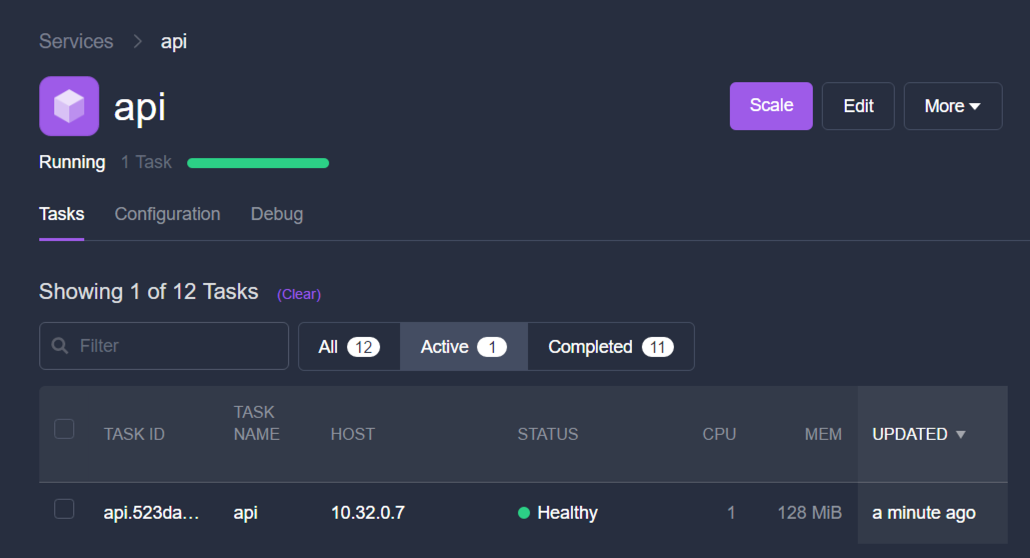 Services > api
api
Scale
Edit
More
Running 1 Task
Tasks Configuration Debug
Showing 1 of 12 Tasks (Clear)
Filter
All 12
Active 1
Completed 11
TASK ID
TASK
NAME
HOST
STATUS
CPU
MEM
UPDATED
api.523da… api 10.32.0.7 Healthy 1 128 MiB a minute ago